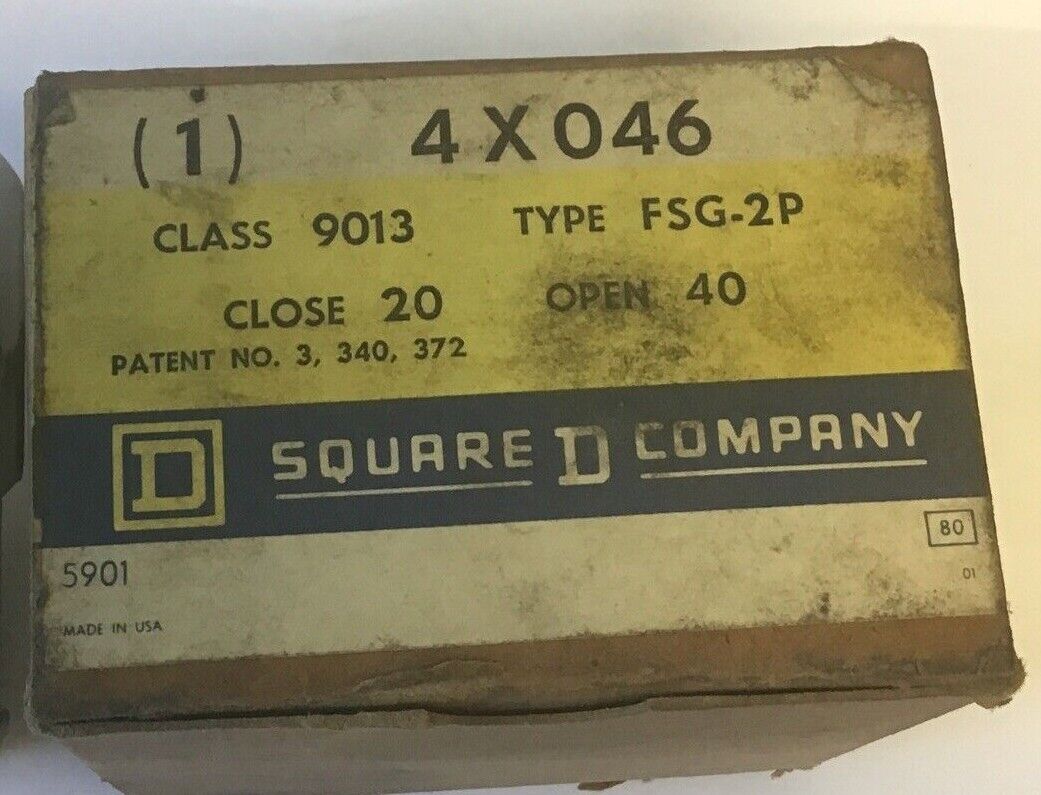 (1) 4X046
CLASS 9013 TYPE FSG-2P
CLOSE 20 OPEN 40
PATENT NO. 3, 340, 372
D SQUARE D COMPANY
80
5901
01
MADE IN USA